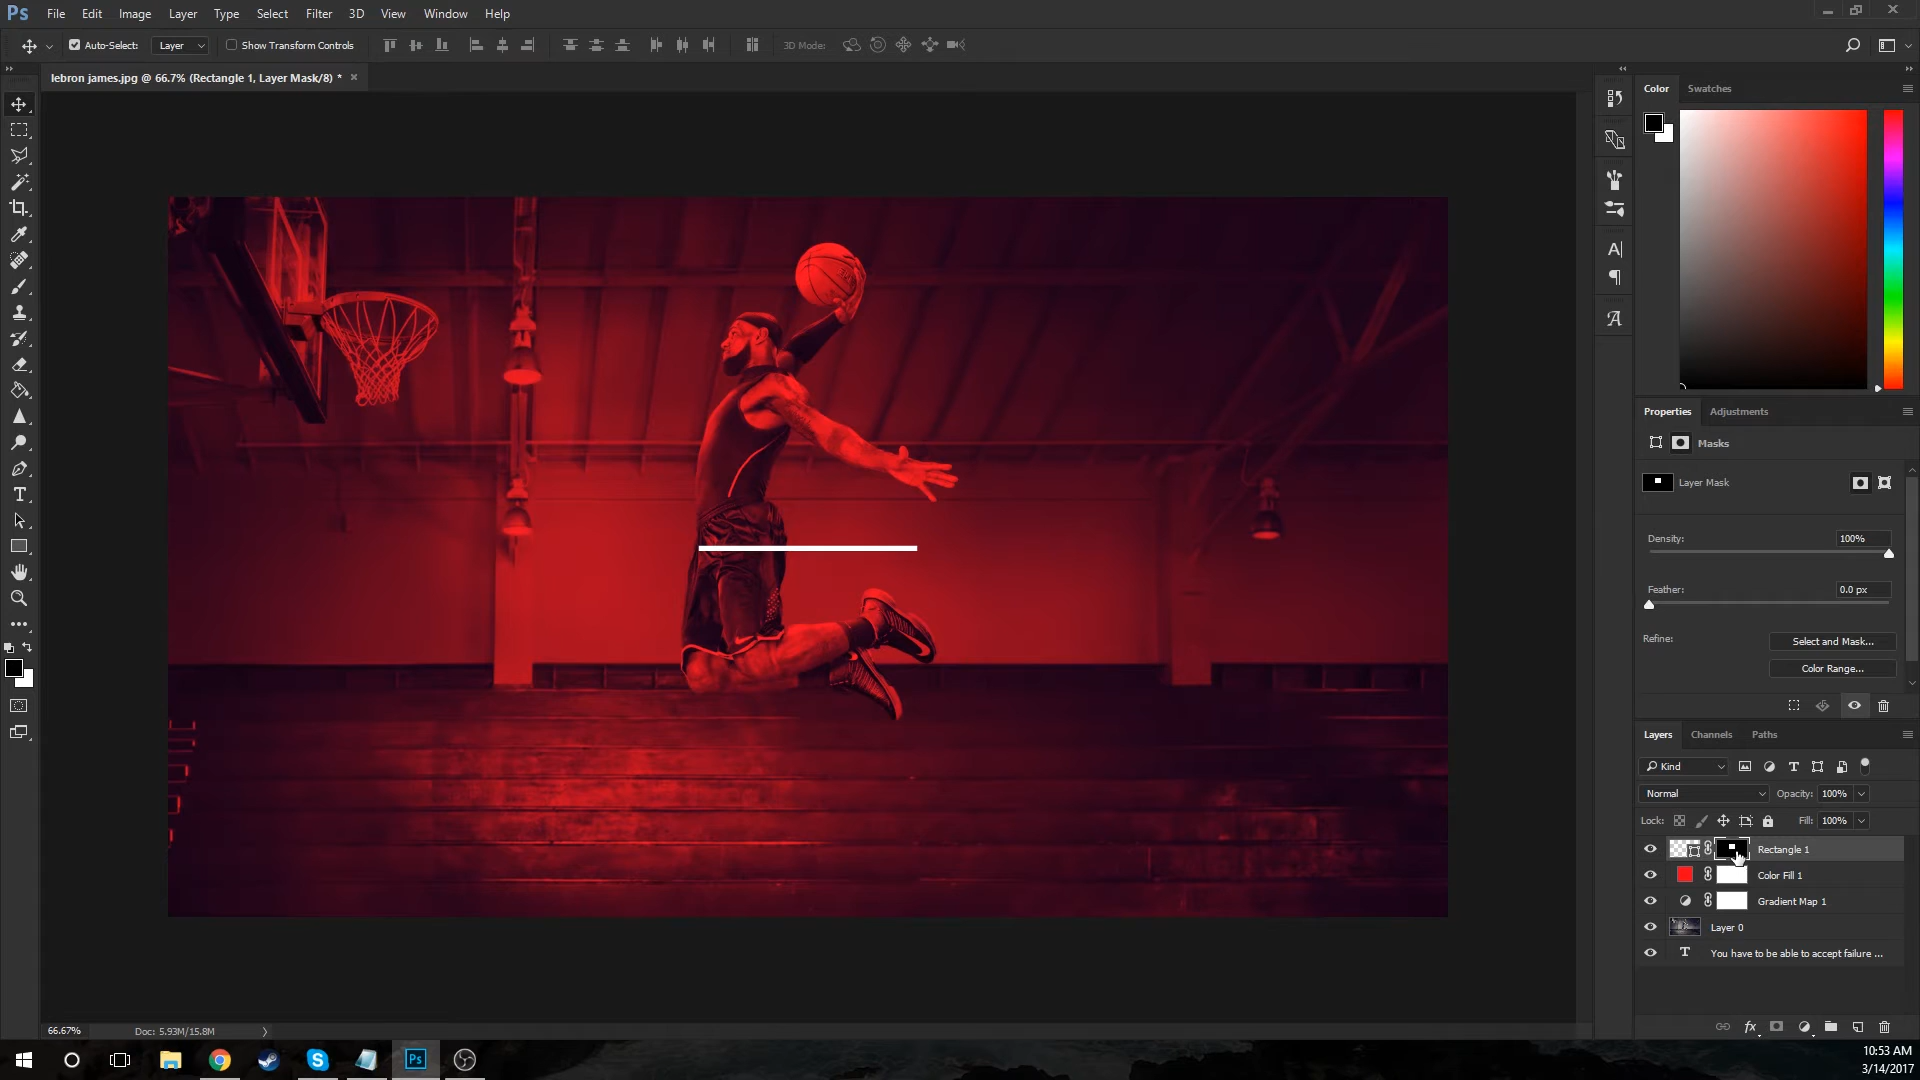 Ps File Edit Image Layer Type Select Filter 3D View Window Help
Auto-Select: Layer Show Transform Controls 3D Mode:
lebron james.jpg @ 66.7% (Rectangle 1, Layer Mask/8) *
Color Swatches
Properties Adjustments
Masks
Layer Mask
Density: 100%
Feather: 0.0 px
Refine:
Select and Mask...
Color Range...
Layers Channels Paths
Kind
Normal Opacity: 100%
Lock: Fill: 100%
Rectangle 1
Color Fill 1
Gradient Map 1
Layer 0
You have to be able to accept failure ...
66.67% Doc: 5.93M/15.8M
10:53 AM
3/14/2017